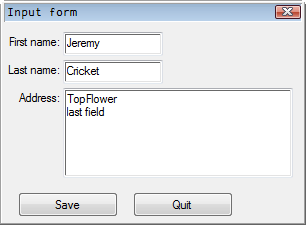 Input form
First name: Jeremy
Last name: Cricket
Address: TopFlower
last field
Save Quit